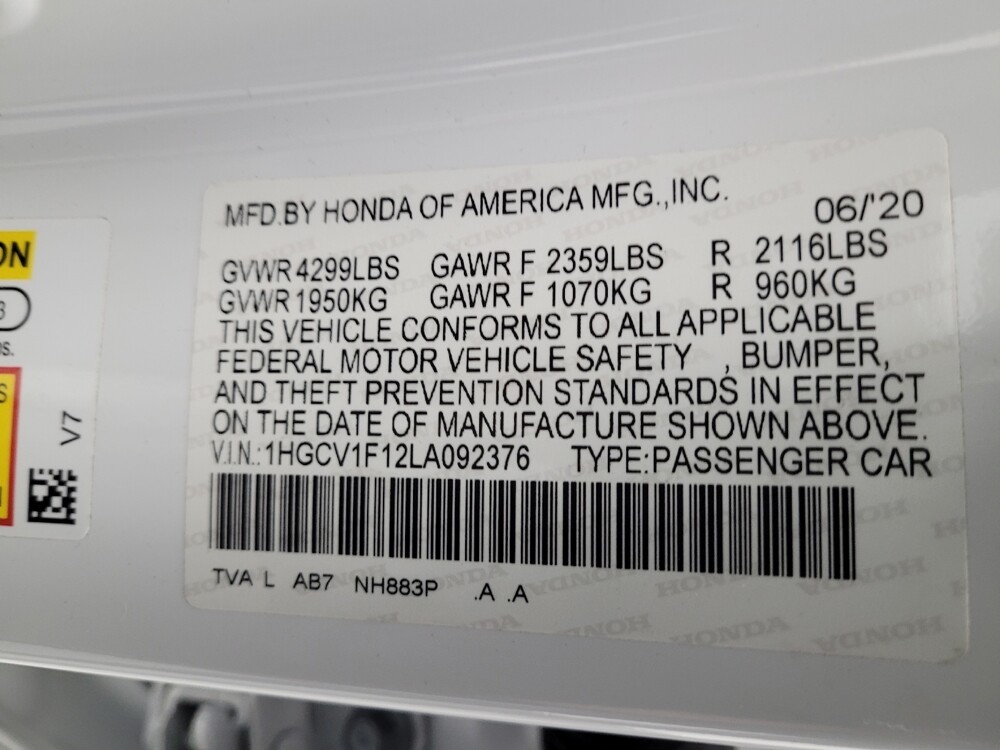 MFD.BY HONDA OF AMERICA MFG.,INC. 06/'20
GVWR 4299LBS GAWR F 2359LBS R 2116LBS
GVWR 1950KG GAWR F 1070KG R 960KG
THIS VEHICLE CONFORMS TO ALL APPLICABLE
FEDERAL MOTOR VEHICLE SAFETY , BUMPER,
AND THEFT PREVENTION STANDARDS IN EFFECT
ON THE DATE OF MANUFACTURE SHOWN ABOVE.
V.I.N.:1HGCV1F12LA092376 TYPE:PASSENGER CAR
TVA L AB7 NH883P .A .A
V7